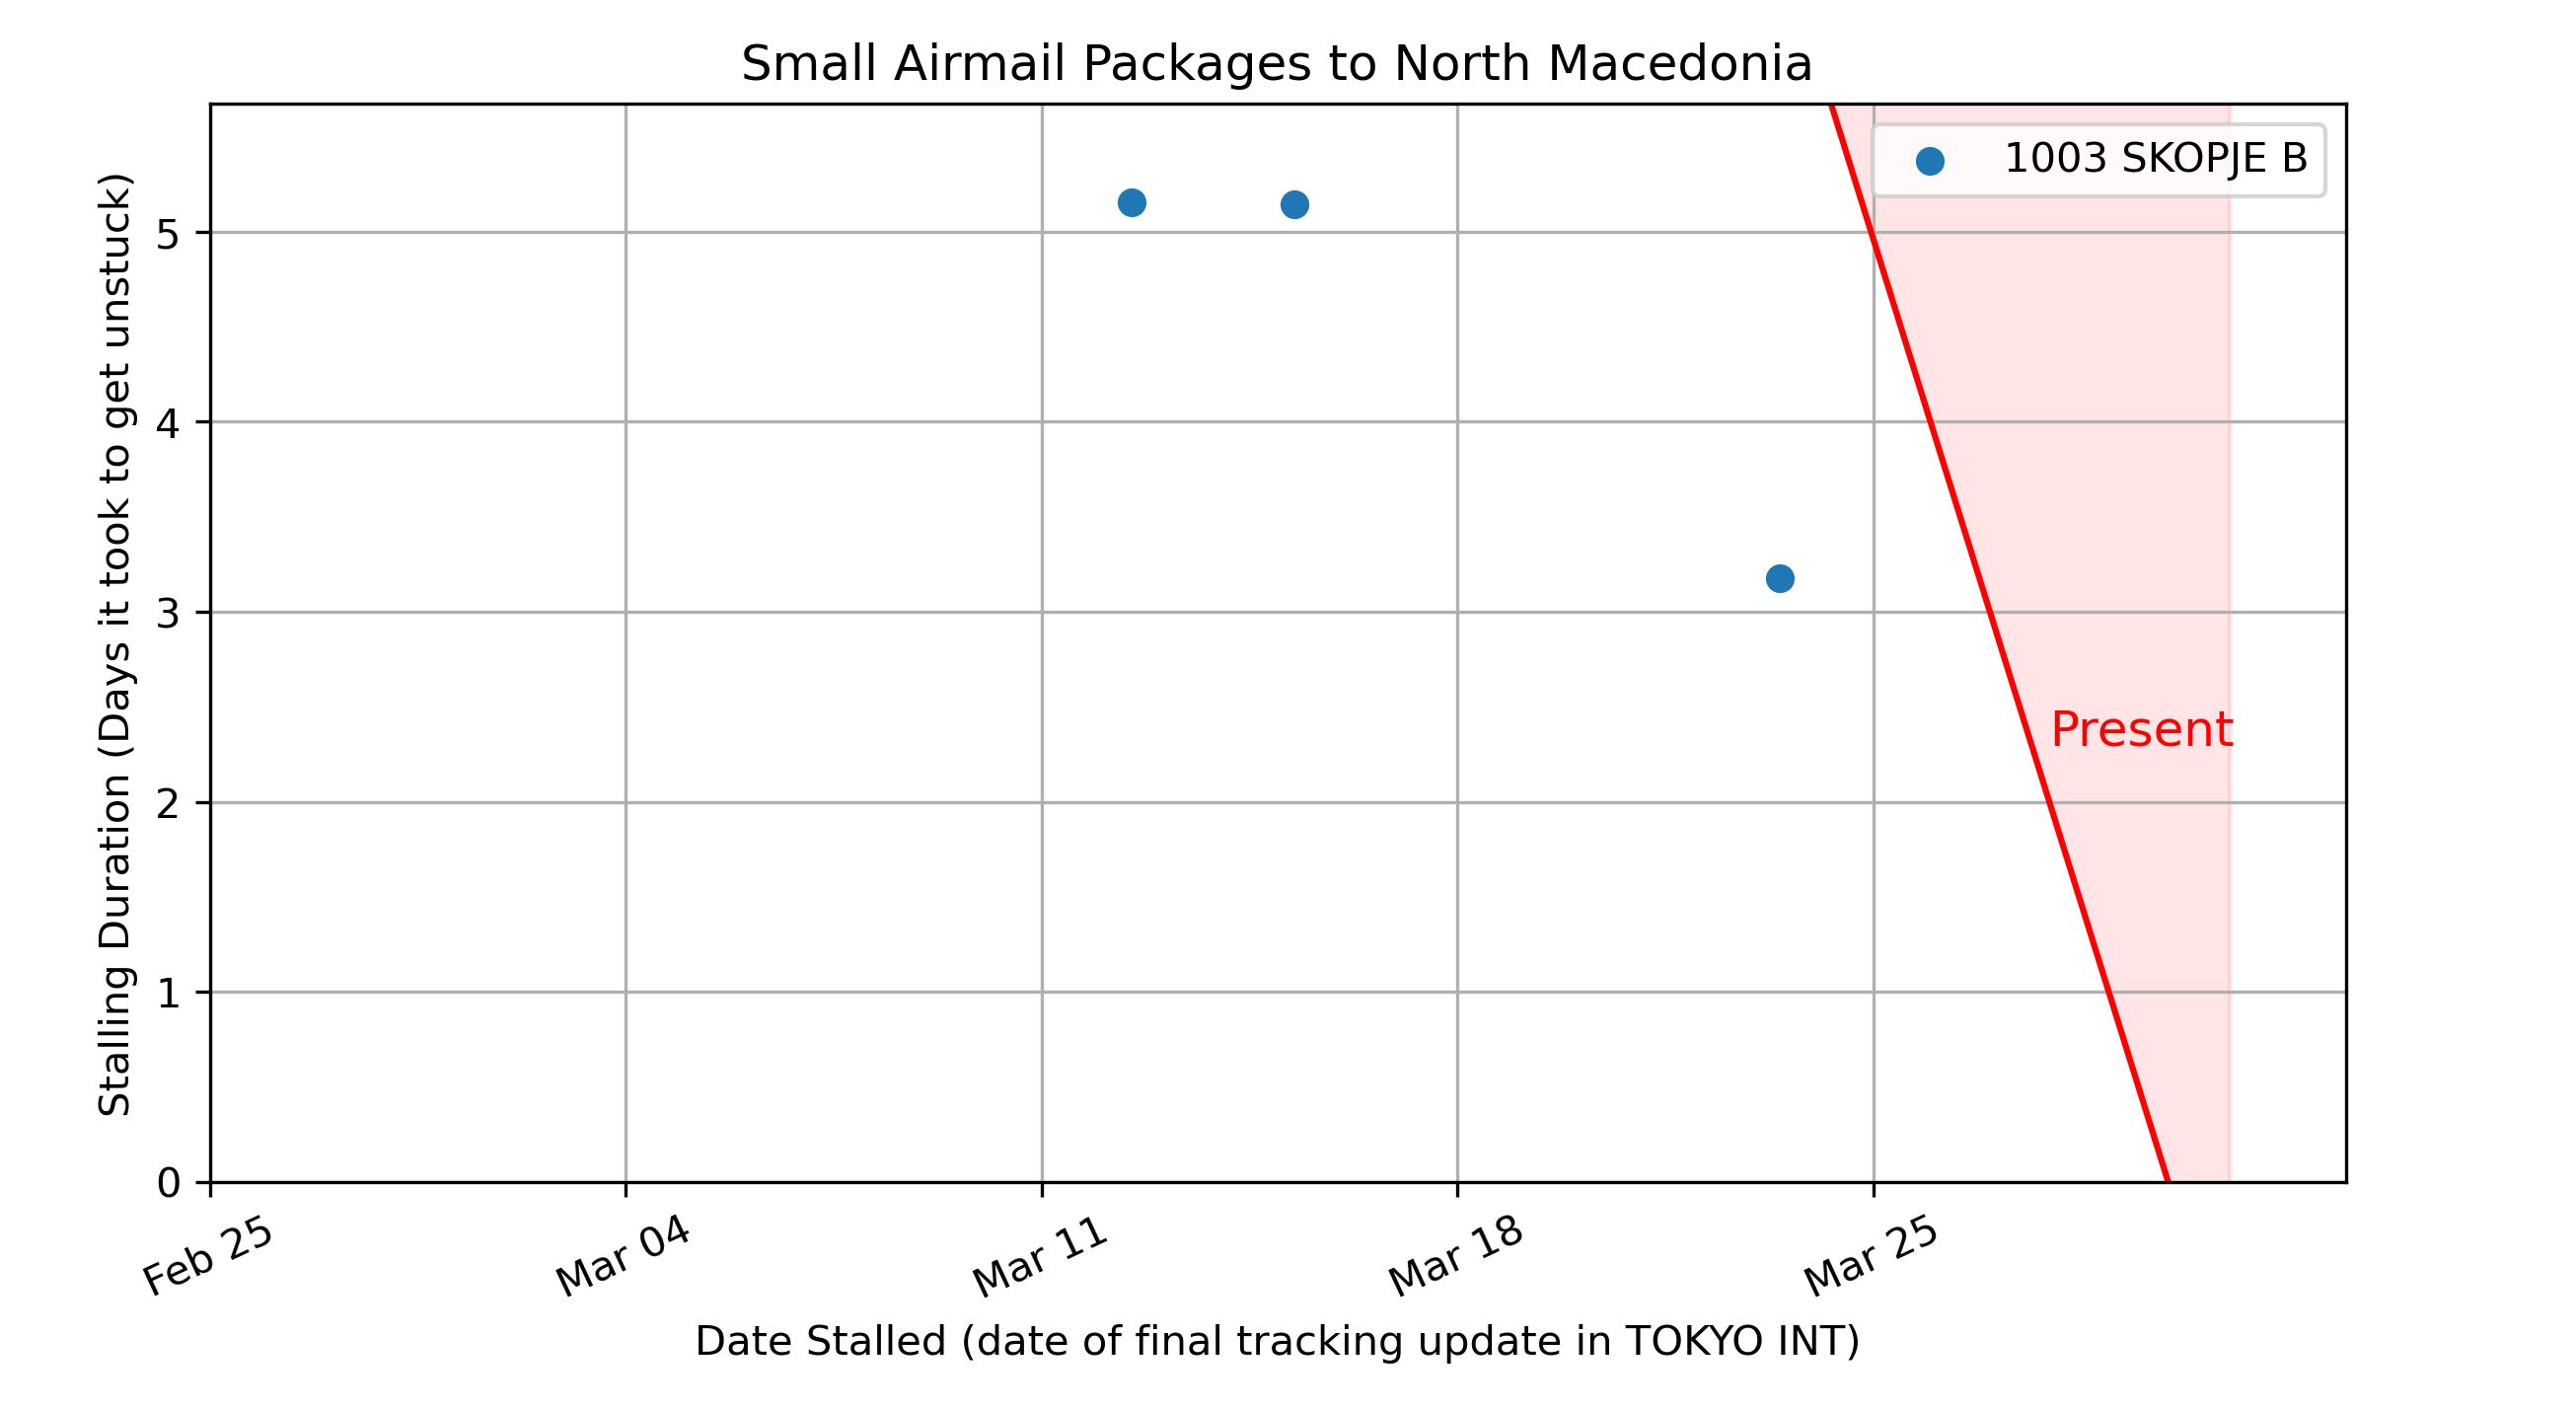 Small Airmail Packages to North Macedonia
1003 SKOPJE B
Present
Stalling Duration (Days it took to get unstuck)
5
4
3
2
1
0
Feb 25
Mar 04
Mar 11
Mar 18
Mar 25
Date Stalled (date of final tracking update in TOKYO INT)